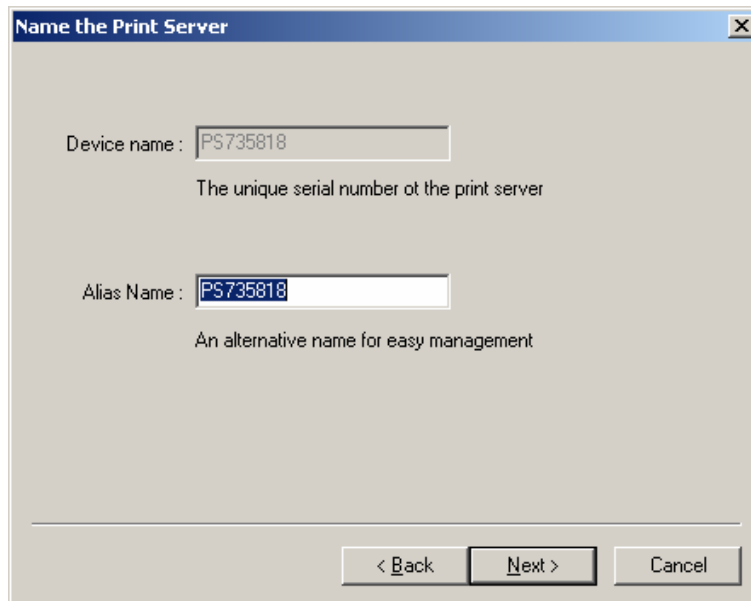 Name the Print Server
Device name : PS735818
The unique serial number ot the print server
Alias Name : PS735818
An alternative name for easy management
< Back Next > Cancel